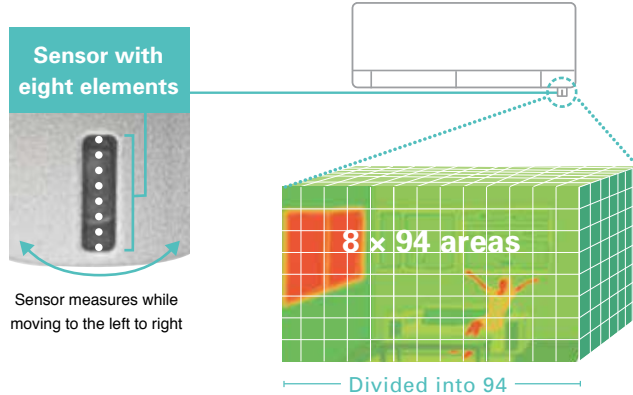 Sensor with
eight elements
8 × 94 areas
Sensor measures while
moving to the left to right
Divided into 94